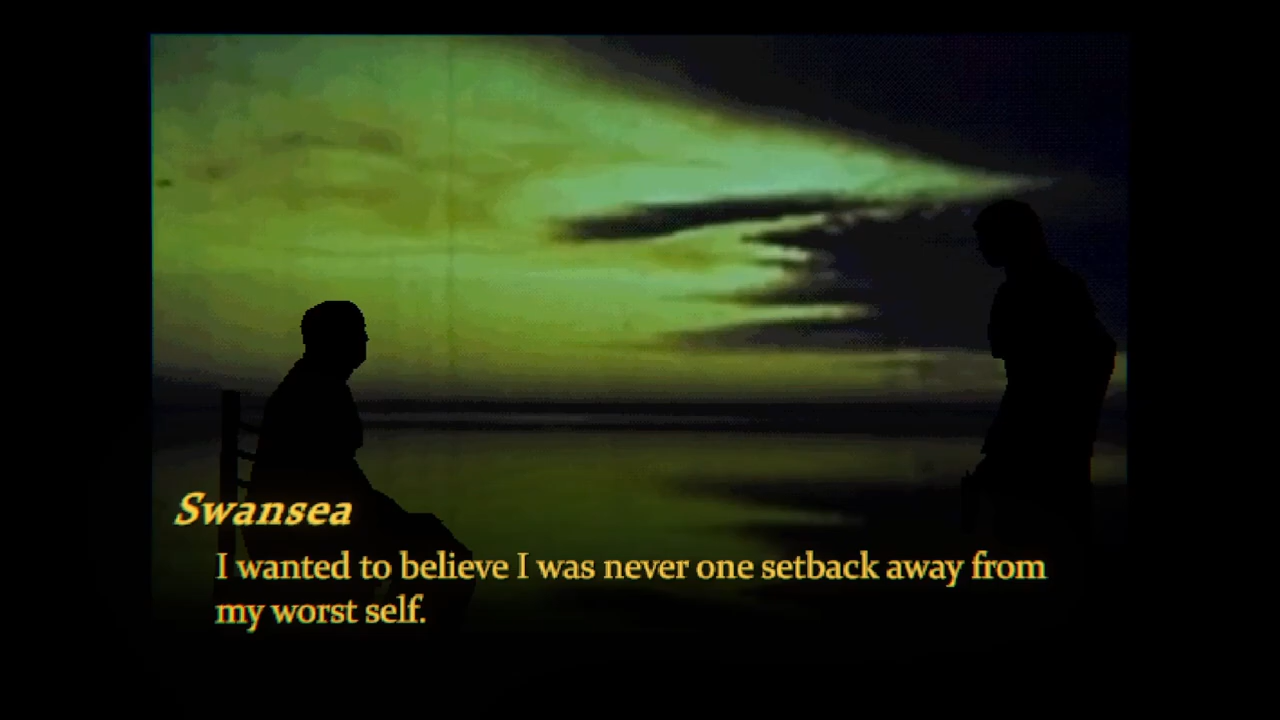 Swansea
I wanted to believe I was never one setback away from
my worst self.